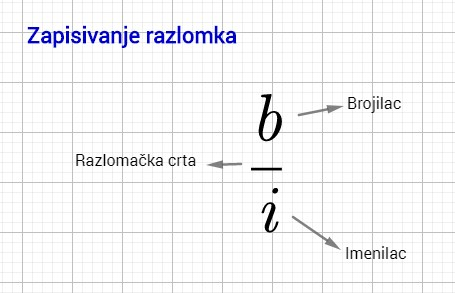 Zapisivanje razlomka
b
Brojilac
Razlomačka crta
i
Imenilac